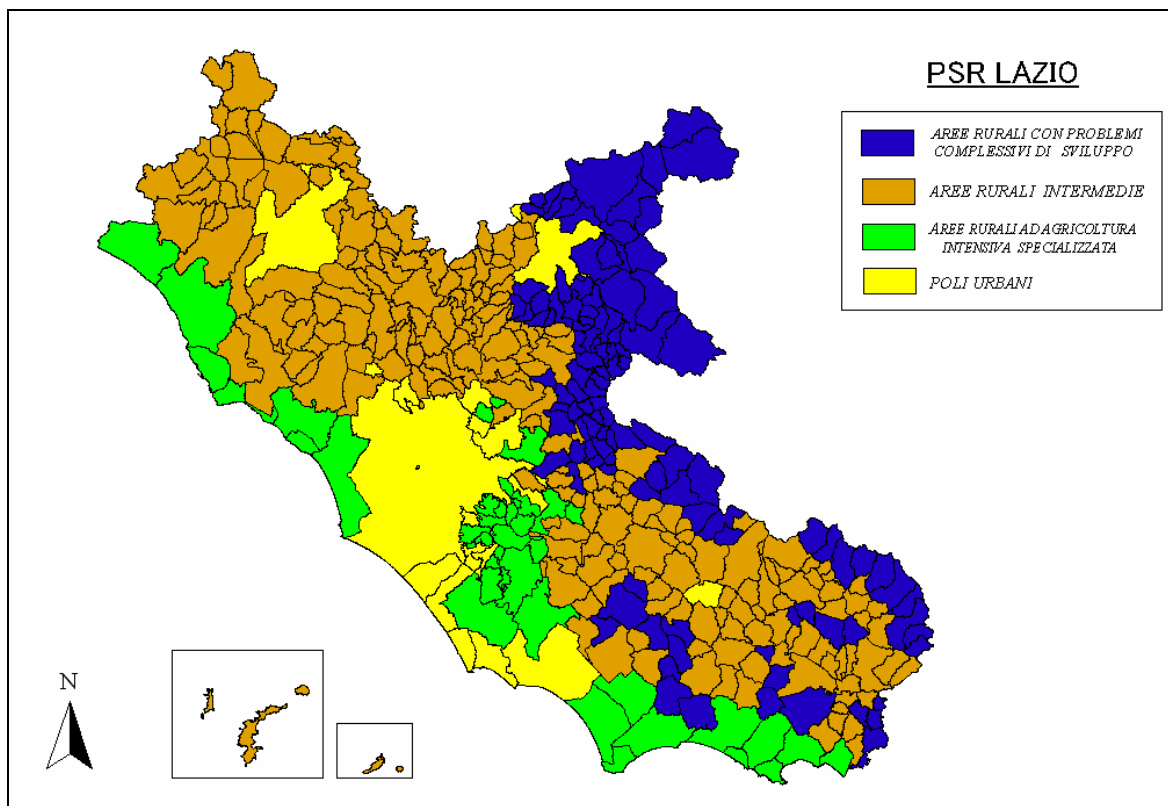 PSR LAZIO
AREE RURALI CON PROBLEMI
COMPLESSIVI DI SVILUPPO
AREE RURALI INTERMEDIE
AREE RURALI AD AGRICOLTURA
INTENSIVA SPECIALIZZATA
POLI URBANI
N